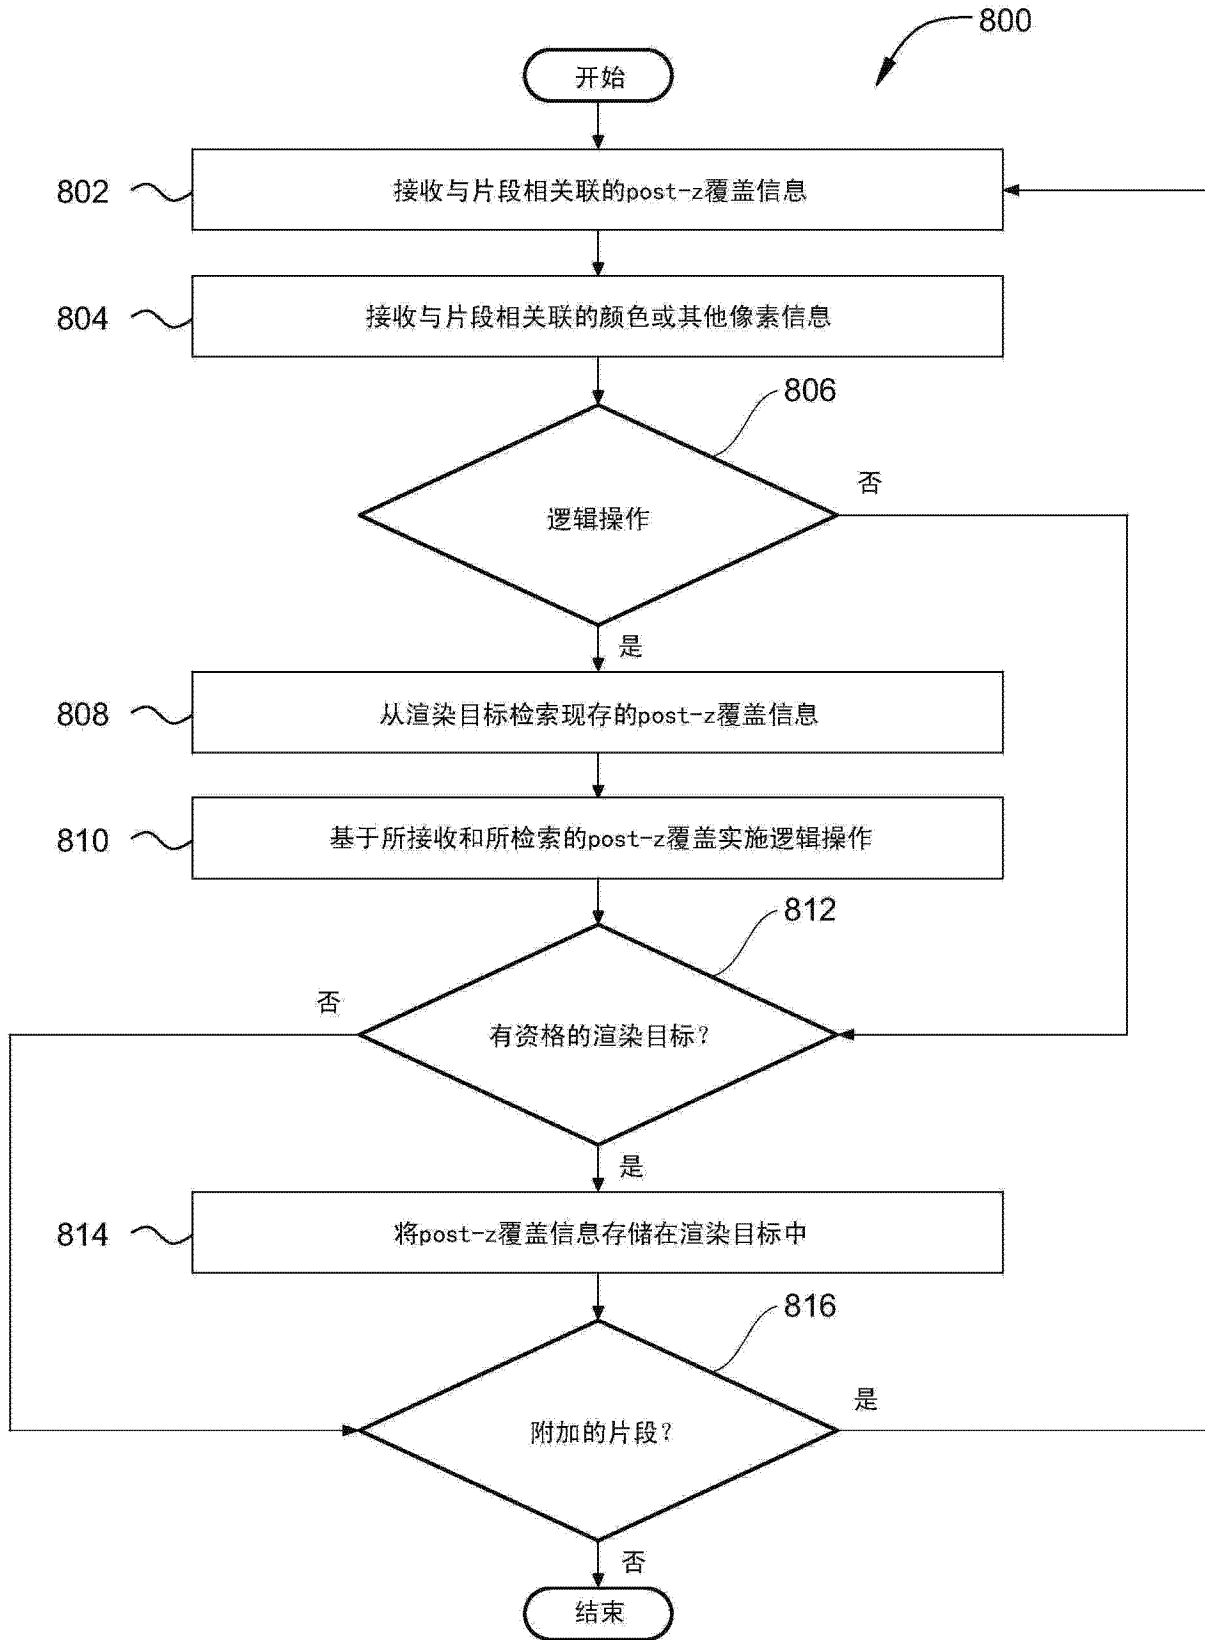 800
开始
802
接收与片段相关联的post-z覆盖信息
804
接收与片段相关联的颜色或其他像素信息
806
否
逻辑操作
是
808
从渲染目标检索现存的post-z覆盖信息
810
基于所接收和所检索的post-z覆盖实施逻辑操作
812
否
有资格的渲染目标?
是
814
将post-z覆盖信息存储在渲染目标中
816
是
附加的片段?
否
结束